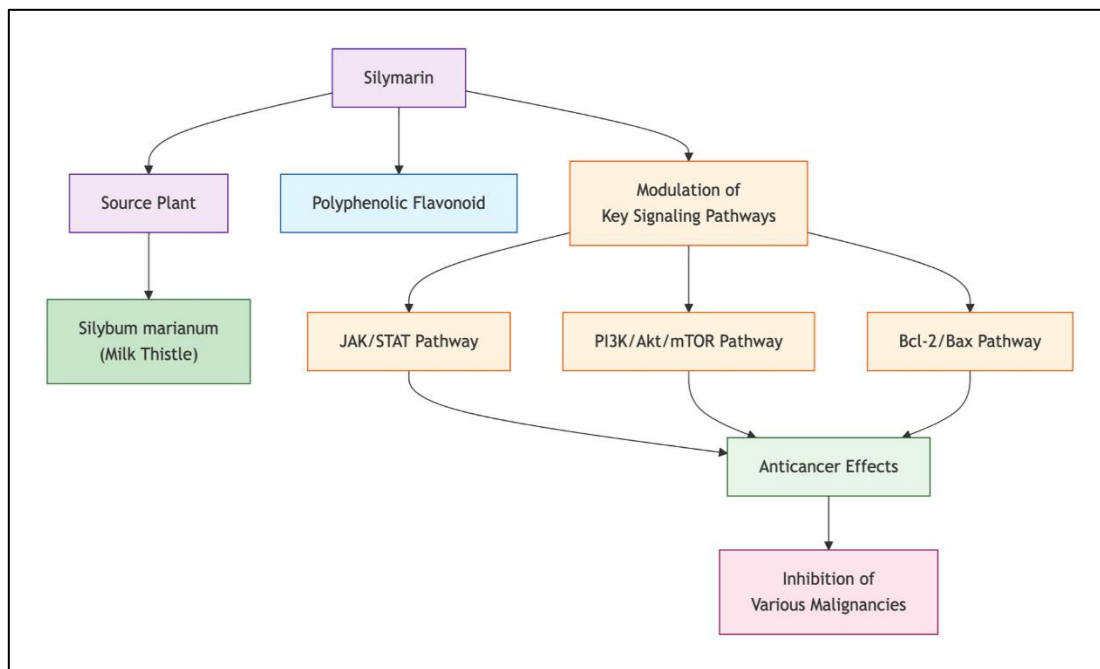 Silymarin
Source Plant
Polyphenolic Flavonoid
Modulation of
Key Signaling Pathways
Silybum marianum
(Milk Thistle)
JAK/STAT Pathway
PI3K/Akt/mTOR Pathway
Bcl-2/Bax Pathway
Anticancer Effects
Inhibition of
Various Malignancies